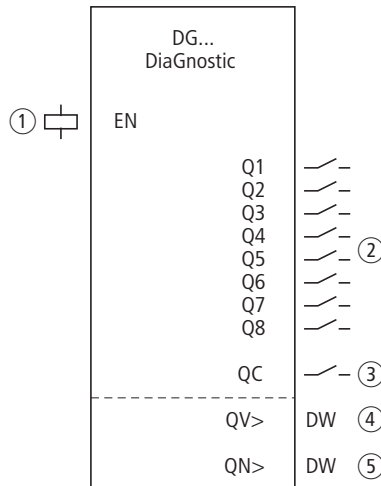 DG...
DiaGnostic
1 EN
Q1
Q2
Q3
Q4
Q5 2
Q6
Q7
Q8
QC 3
QV> DW 4
QN> DW 5